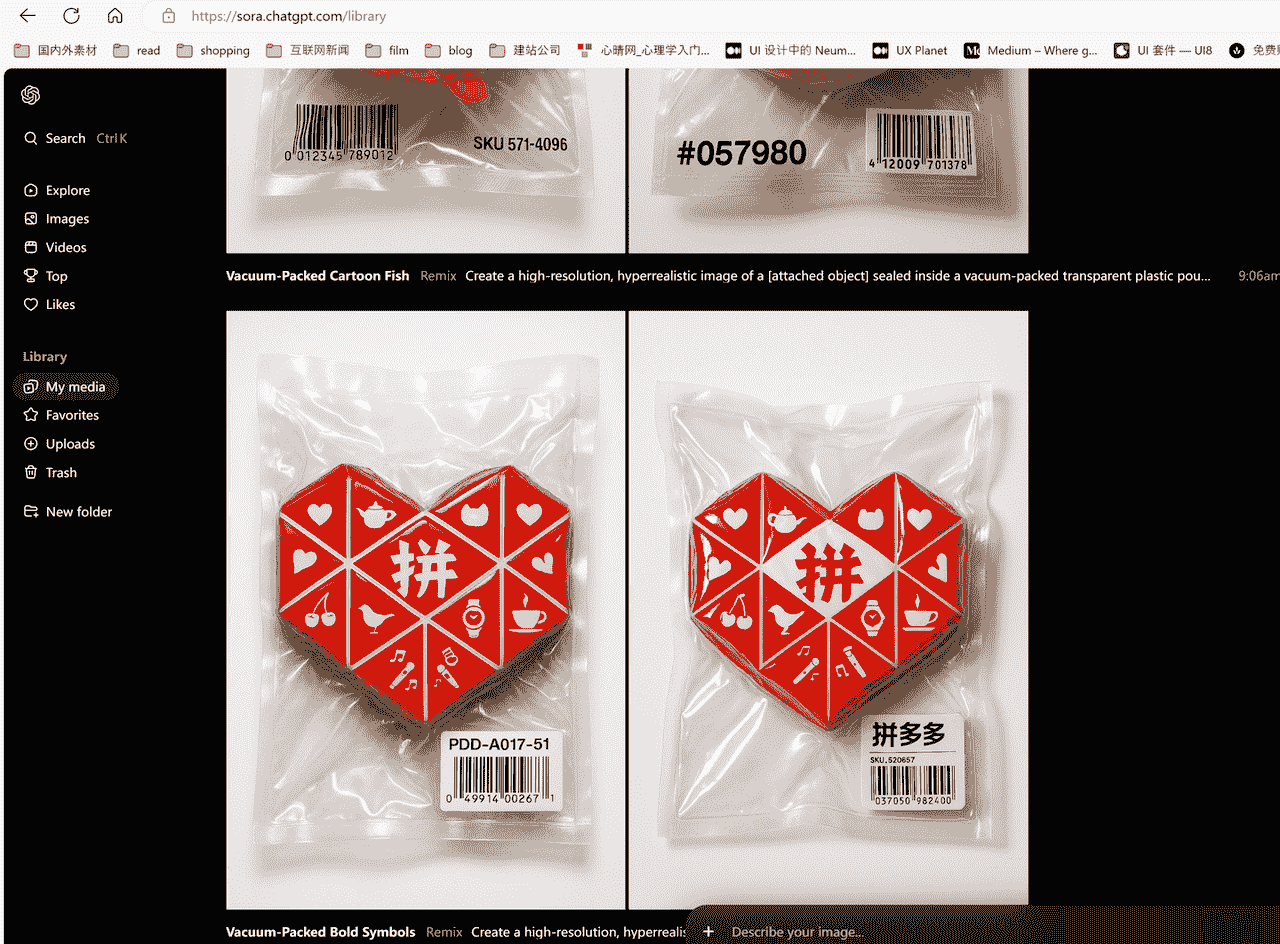 https://sora.chatgpt.com/library
国内外素材 read shopping 互联网新闻 film blog 建站公司 心晴网_心理学入门... UI 设计中的 Neum... UX Planet Medium – Where g... UI 套件 — UI8
Search Ctrl K
Explore
Images
Videos
Top
Likes
Library
My media
Favorites
Uploads
Trash
New folder
0 012345 789012
SKU 571-4096
#057980
4 12009 701378
Vacuum-Packed Cartoon Fish Remix Create a high-resolution, hyperrealistic image of a [attached object] sealed inside a vacuum-packed transparent plastic pou... 9:06am
拼
PDD-A017-51
0 49914 00267 1
拼
拼多多
SKU.520657
037050 982400
Vacuum-Packed Bold Symbols Remix Create a high-resolution, hyperrealis
Describe your image...